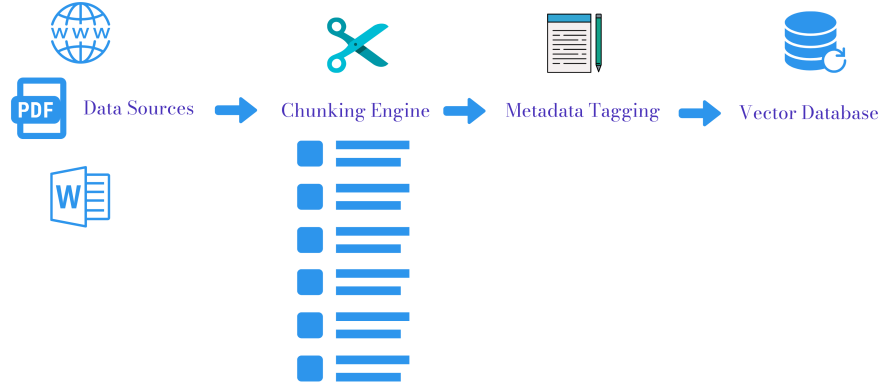 WWW
PDF
Data Sources
Chunking Engine
Metadata Tagging
Vector Database
W